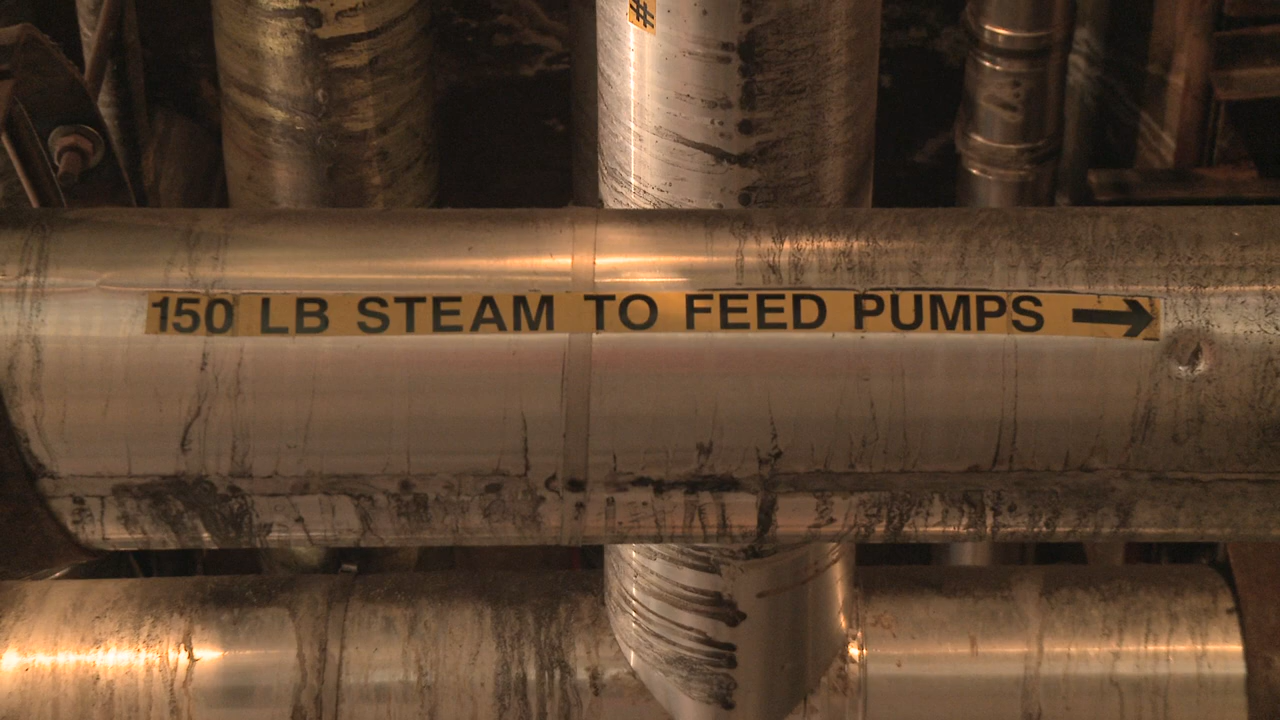 #
150 LB STEAM TO FEED PUMPS →